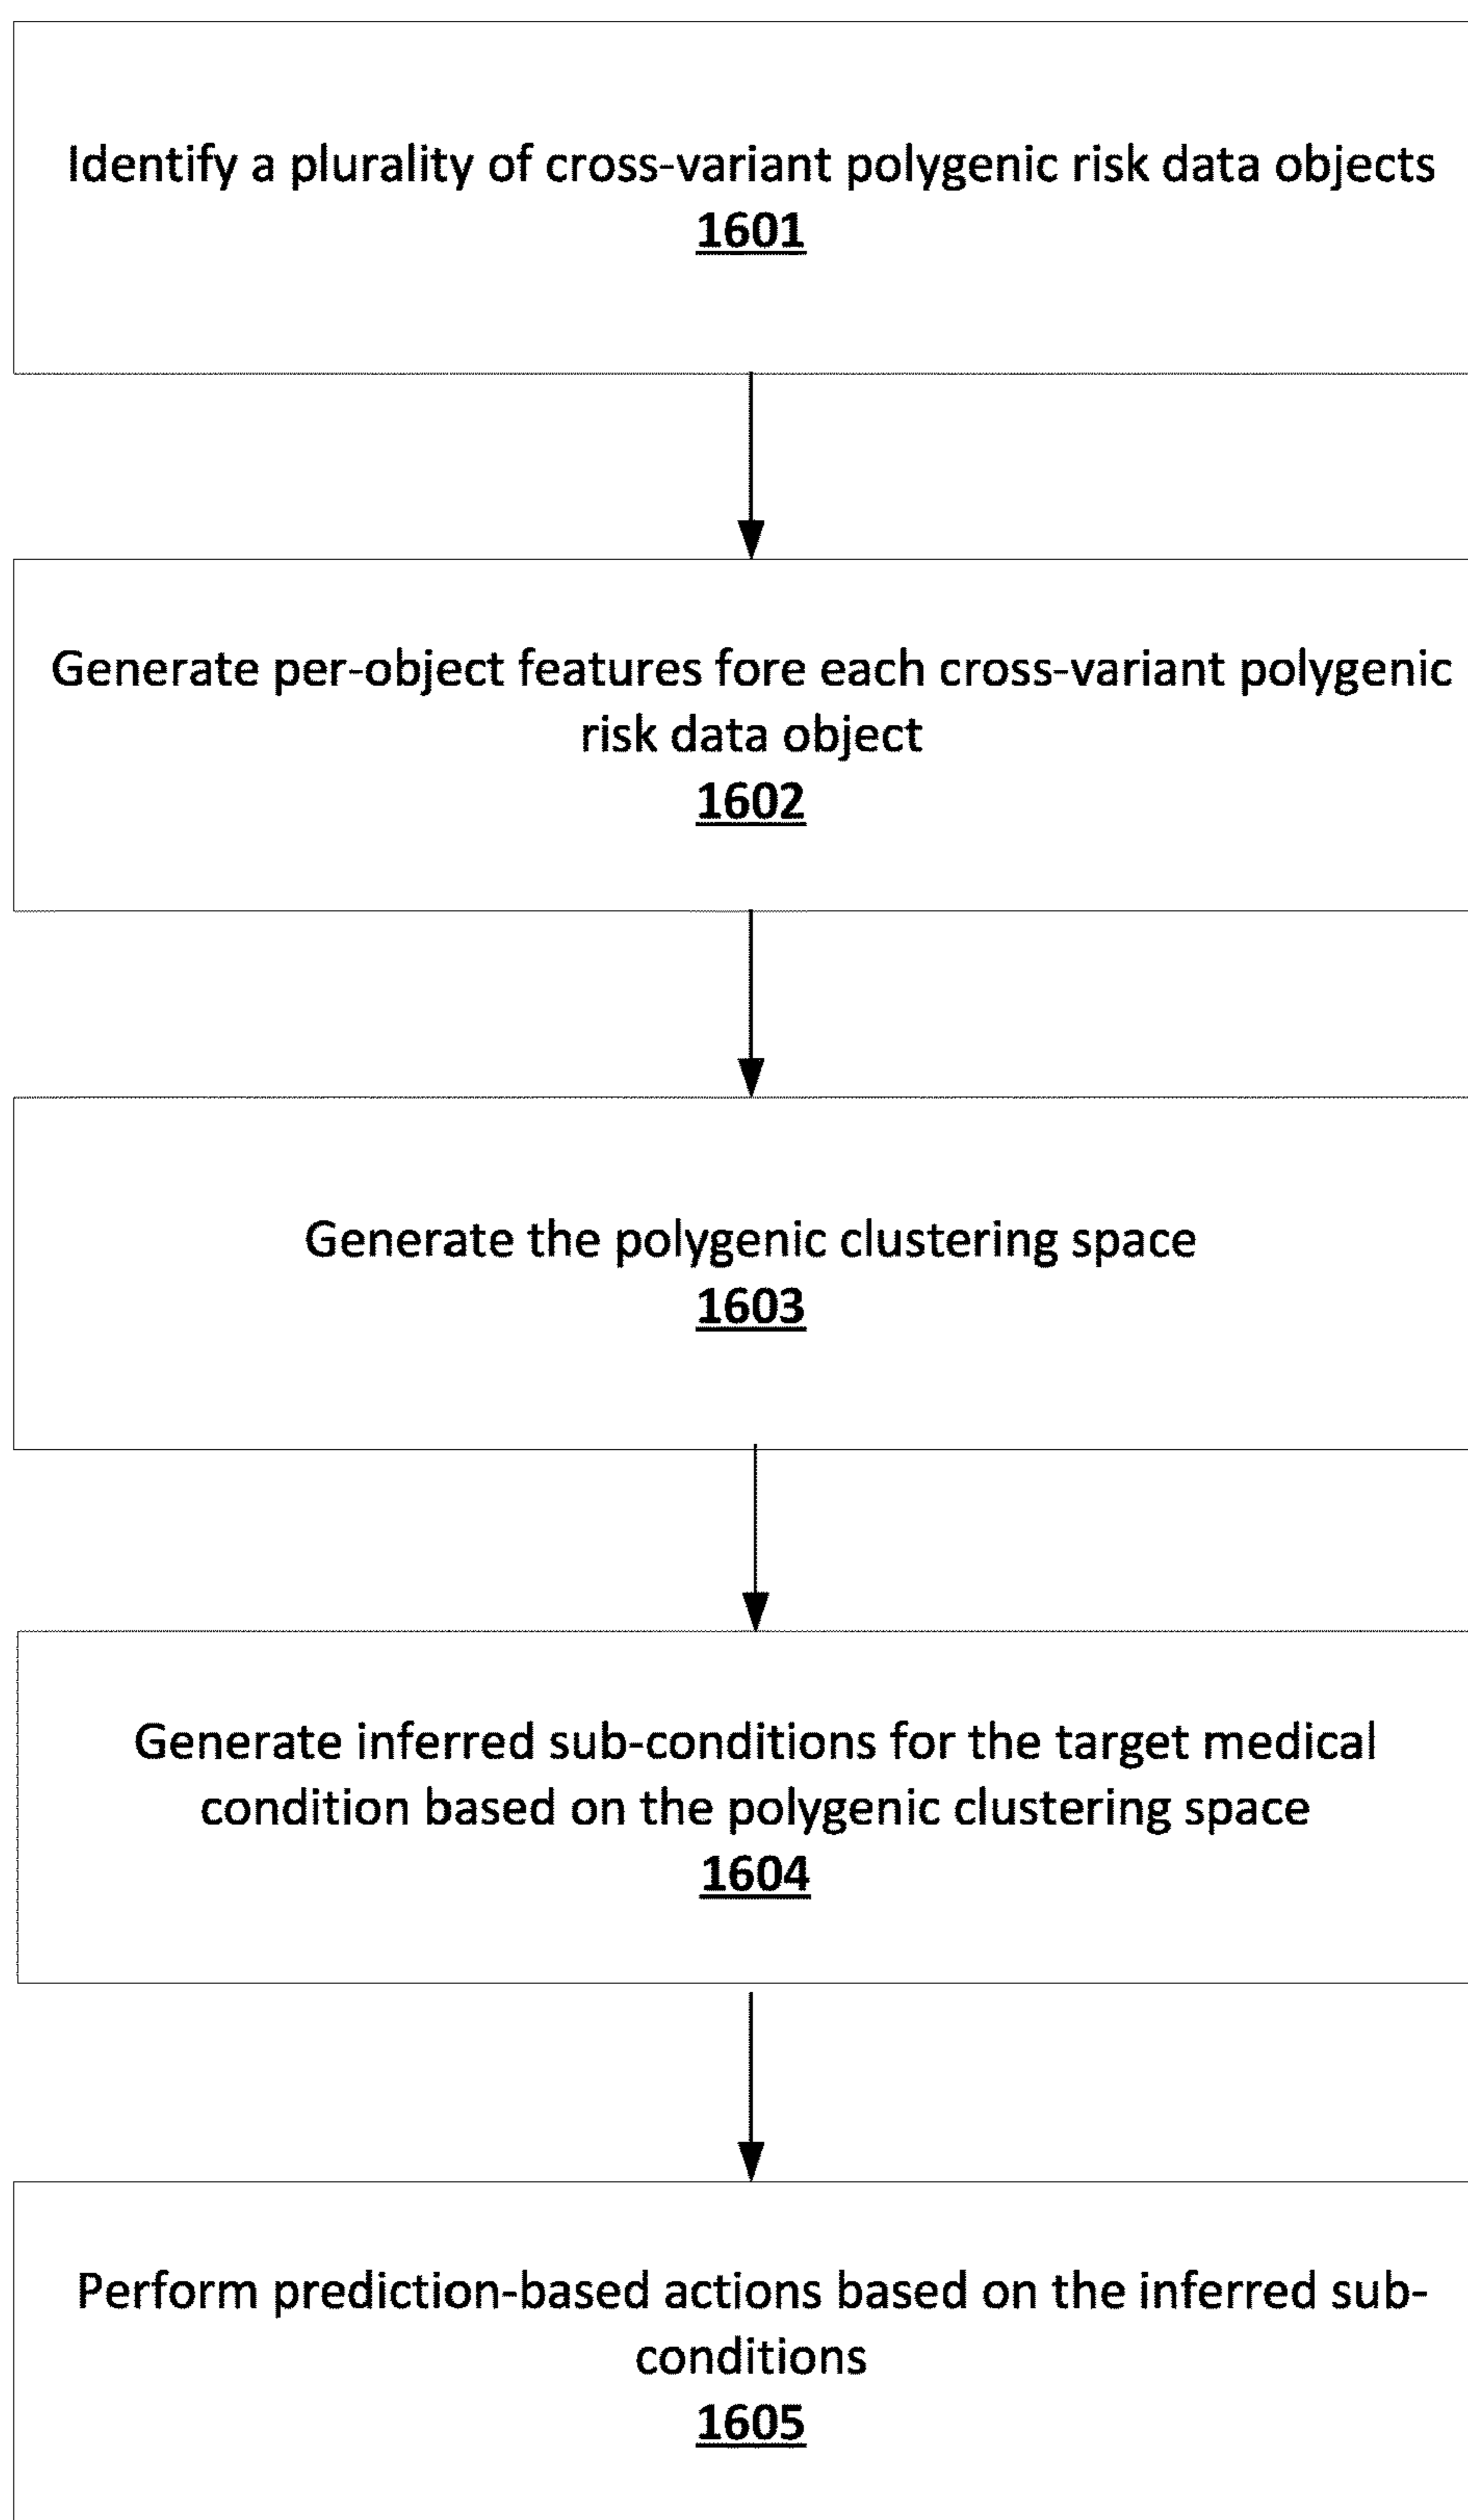 Identify a plurality of cross-variant polygenic risk data objects
1601
Generate per-object features fore each cross-variant polygenic
risk data object
1602
Generate the polygenic clustering space
1603
Generate inferred sub-conditions for the target medical
condition based on the polygenic clustering space
1604
Perform prediction-based actions based on the inferred sub-
conditions
1605